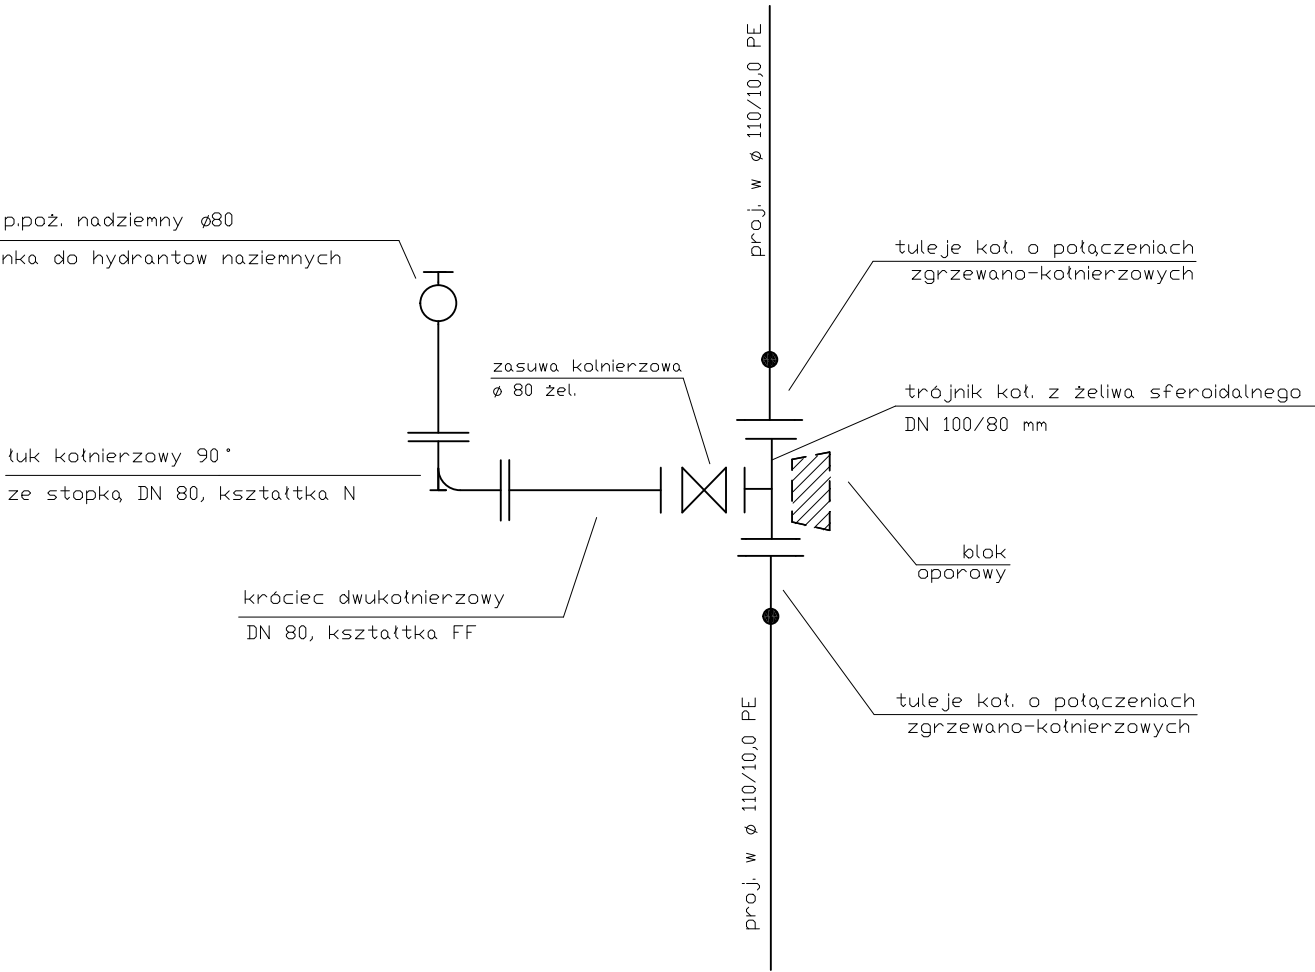 proj. w ø 110/10,0 PE
p.poż. nadziemny ø80
nka do hydrantow naziemnych
tuleje koł. o połączeniach
zgrzewano-kołnierzowych
zasuwa kolnierzowa
ø 80 żel.
trójnik koł. z żeliwa sferoidalnego
DN 100/80 mm
łuk kołnierzowy 90°
ze stopką DN 80, kształtka N
blok
oporowy
króciec dwukołnierzowy
DN 80, kształtka FF
tuleje koł. o połączeniach
zgrzewano-kołnierzowych
proj. w ø 110/10,0 PE